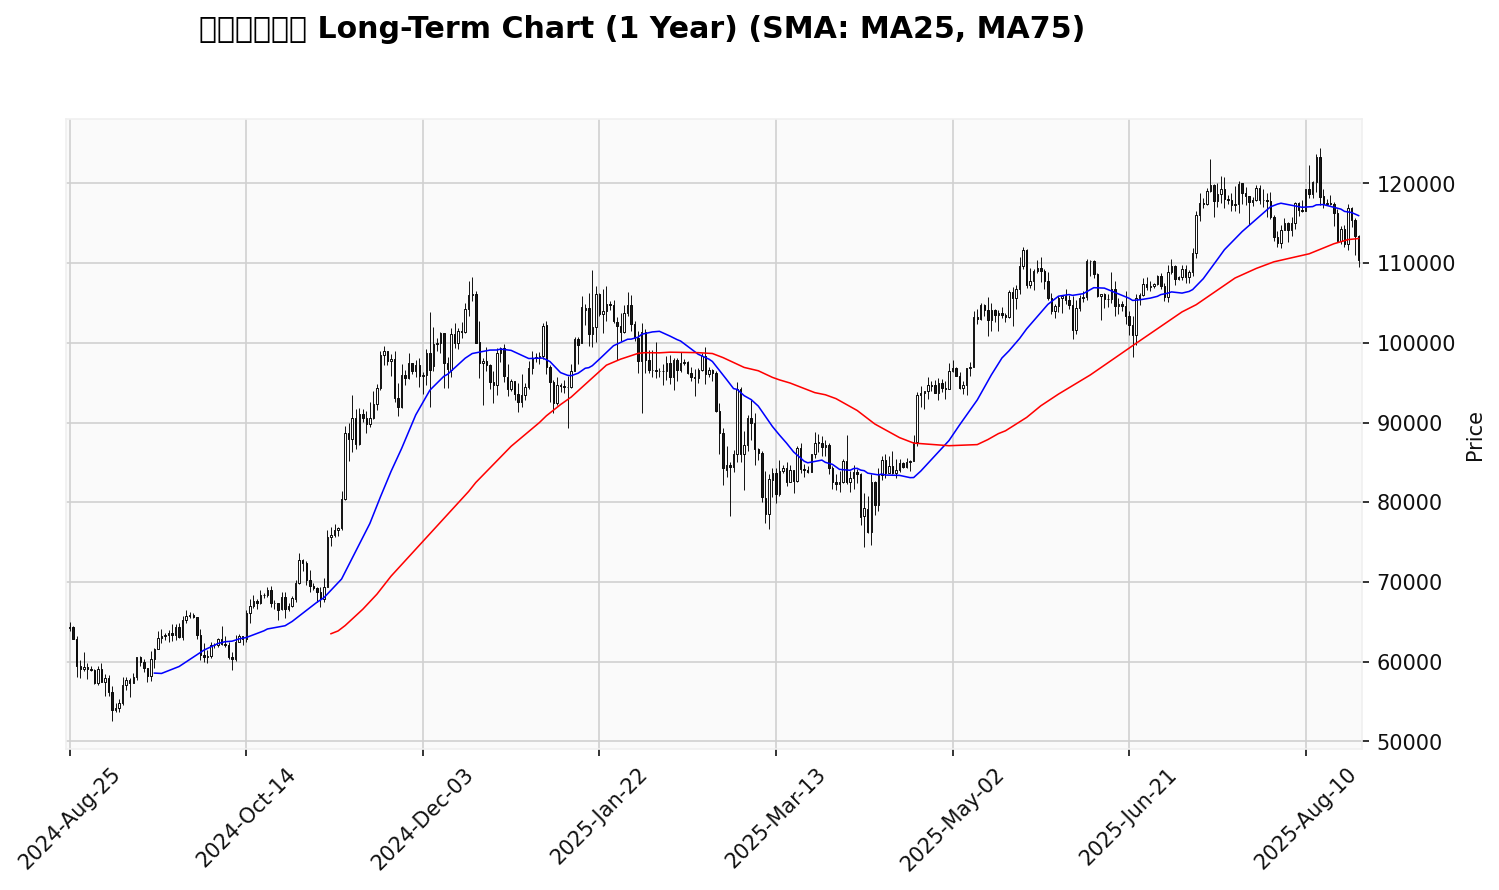 Long-Term Chart (1 Year) (SMA: MA25, MA75)
120000
110000
100000
90000
80000
70000
60000
50000
Price
2024-Aug-25
2024-Oct-14
2024-Dec-03
2025-Jan-22
2025-Mar-13
2025-May-02
2025-Jun-21
2025-Aug-10